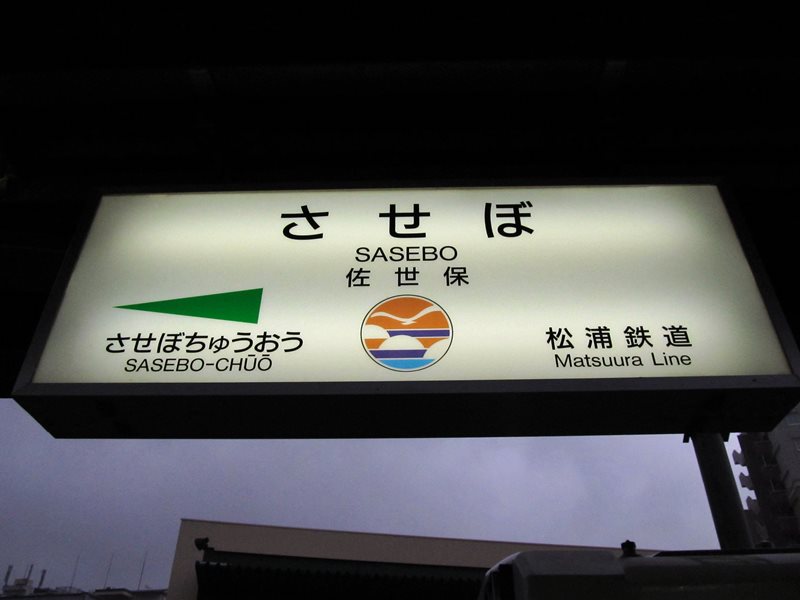 させぼ
SASEBO
佐世保
させぼちゅうおう
SASEBO-CHŪŌ
松浦鉄道
Matsuura Line